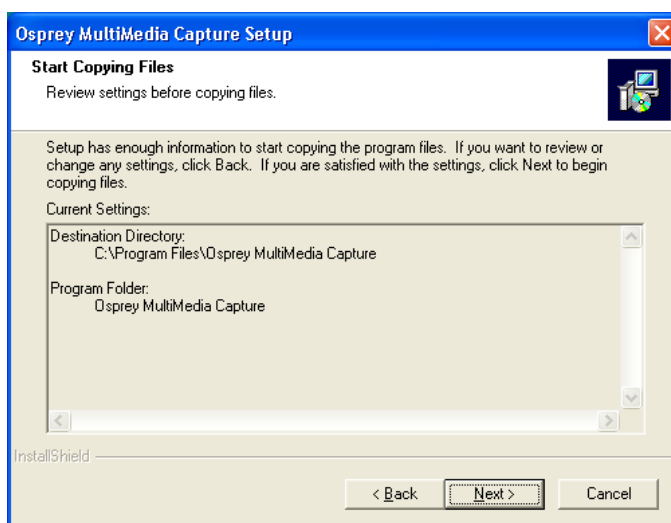 Osprey MultiMedia Capture Setup
Start Copying Files
Review settings before copying files.
Setup has enough information to start copying the program files.  If you want to review or
change any settings, click Back.  If you are satisfied with the settings, click Next to begin
copying files.
Current Settings:
Destination Directory:
C:\Program Files\Osprey MultiMedia Capture
Program Folder:
Osprey MultiMedia Capture
InstallShield
< Back
Next >
Cancel